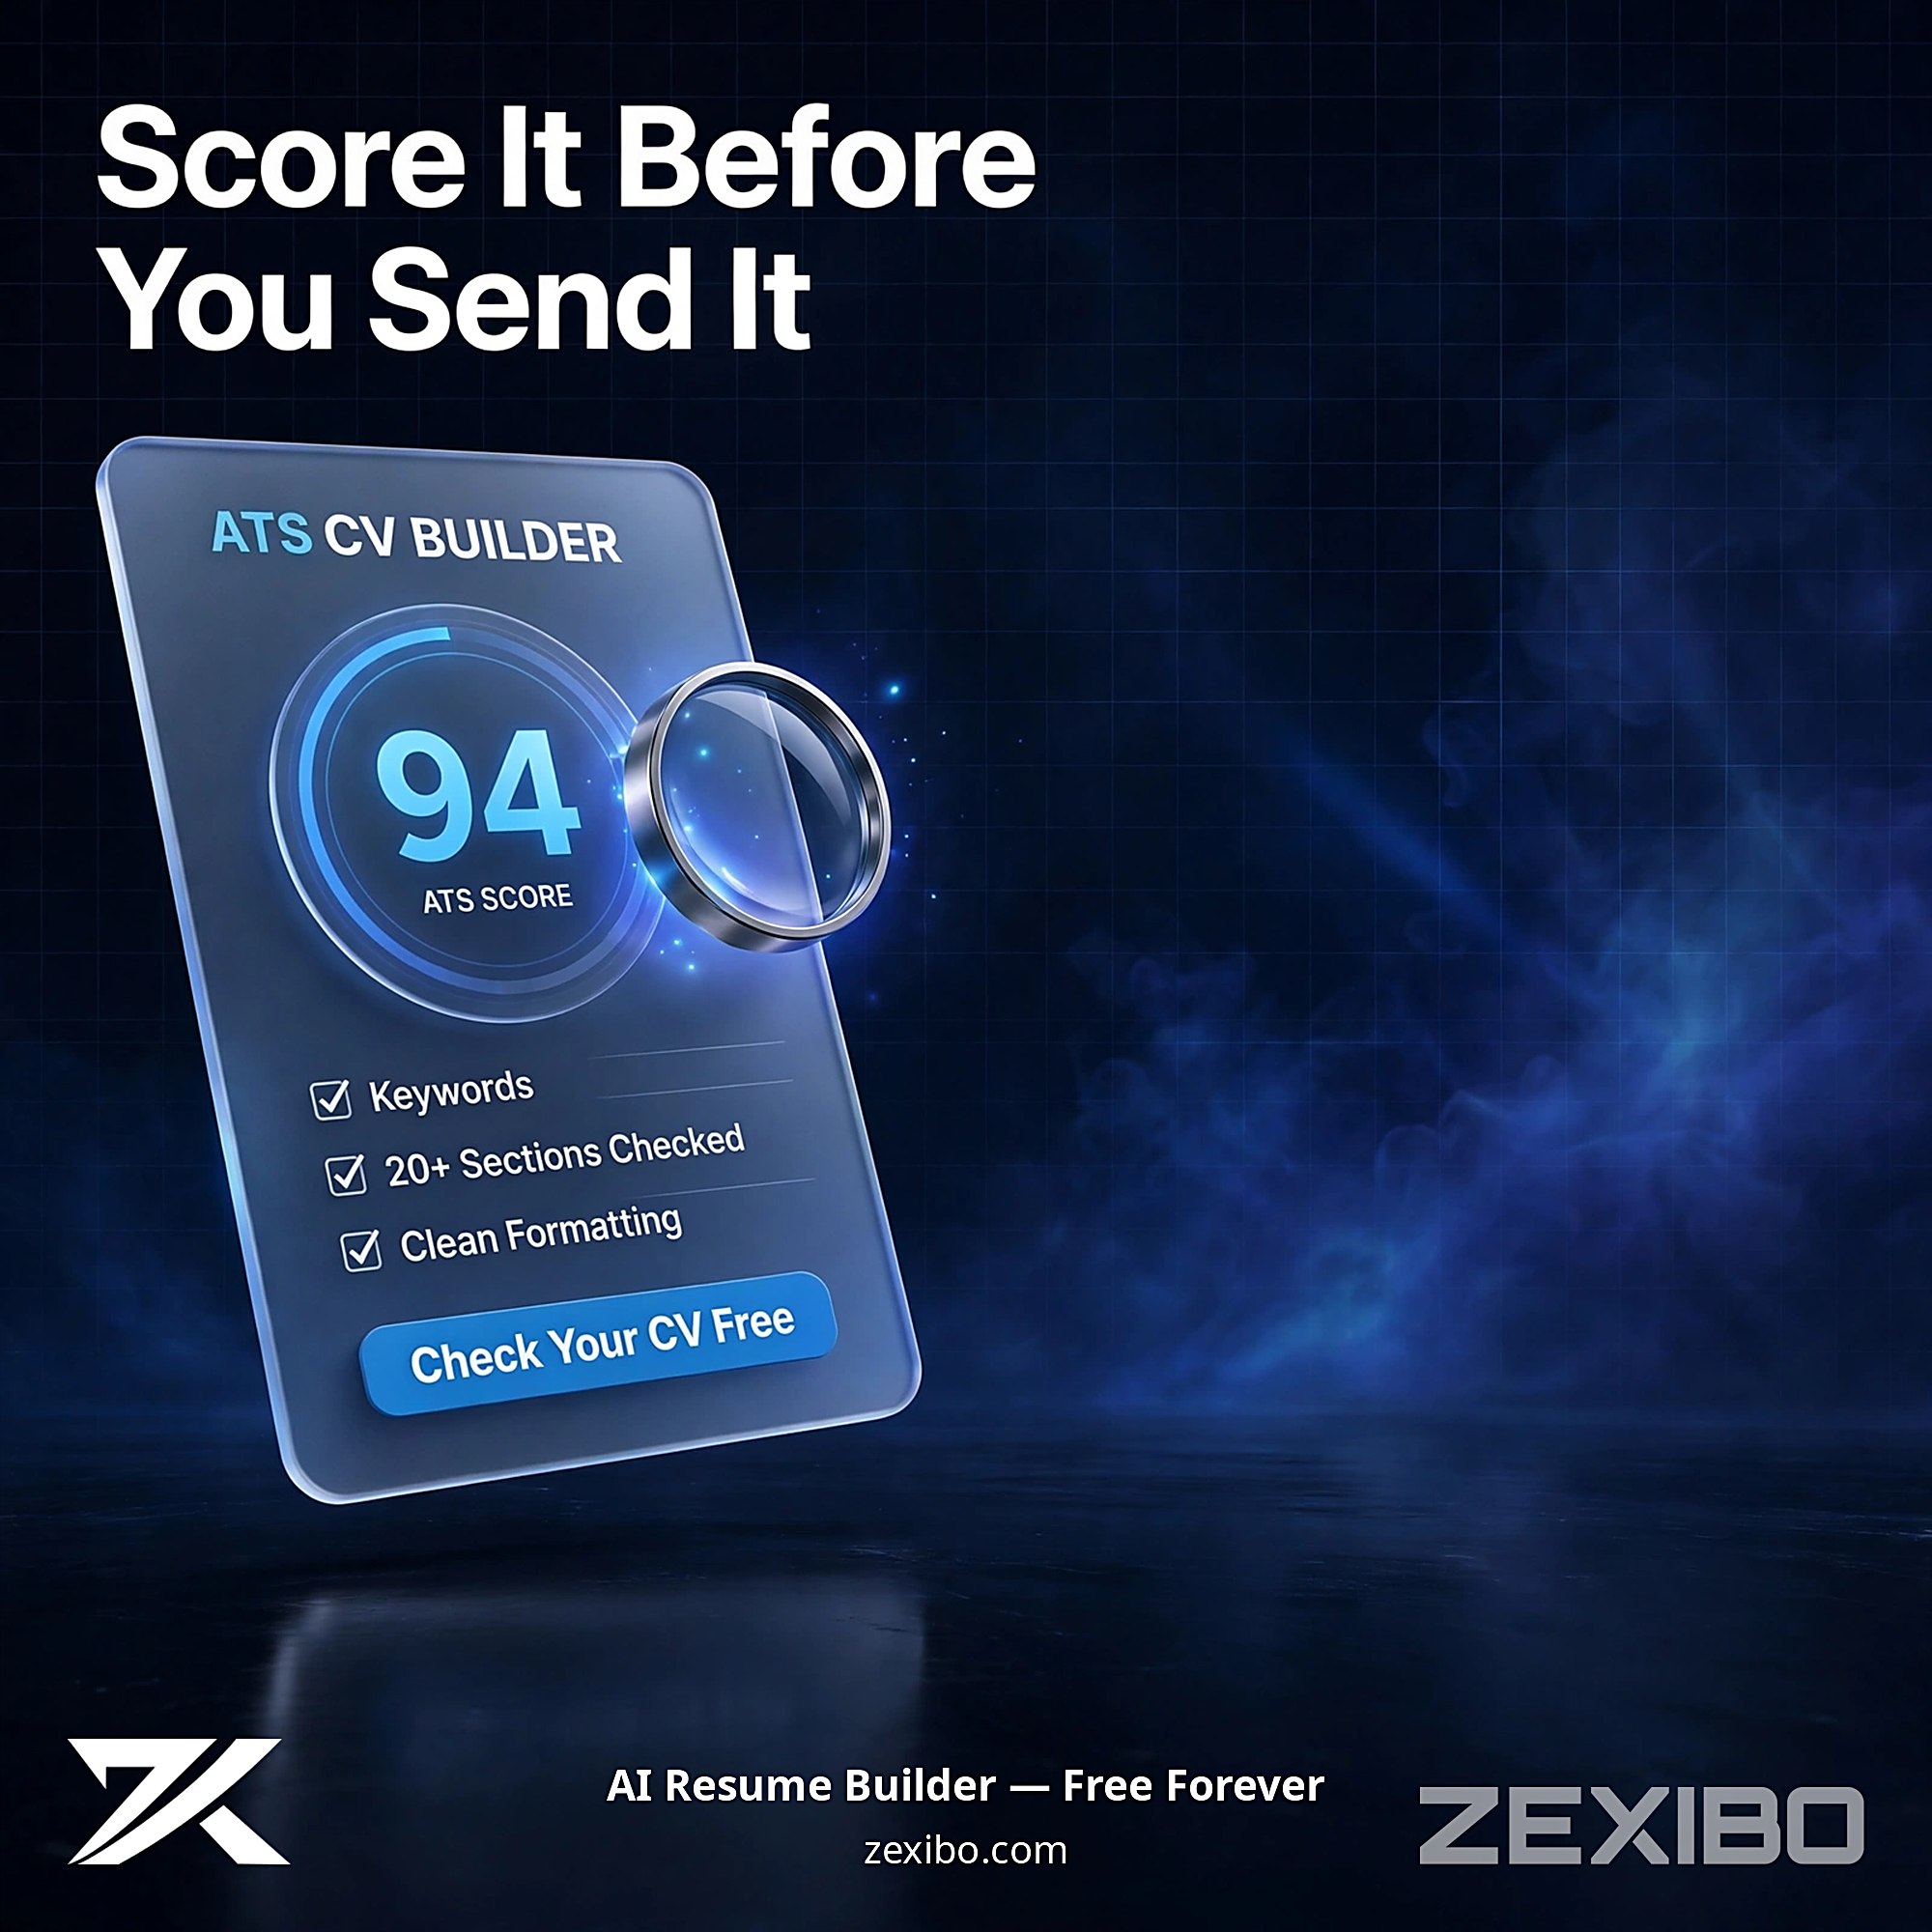 Score It Before
You Send It
ATS CV BUILDER
94
ATS SCORE
Keywords
20+ Sections Checked
Clean Formatting
Check Your CV Free
AI Resume Builder — Free Forever
zexibo.com
ZEXIBO